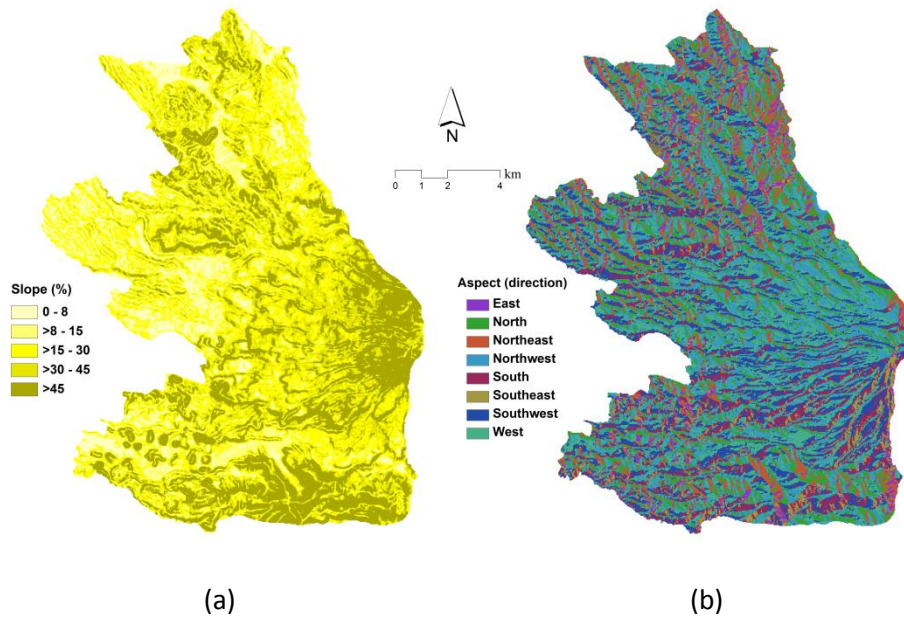 N
km
0 1 2 4
Slope (%)
0 - 8
>8 - 15
>15 - 30
>30 - 45
>45
Aspect (direction)
East
North
Northeast
Northwest
South
Southeast
Southwest
West
(a)
(b)